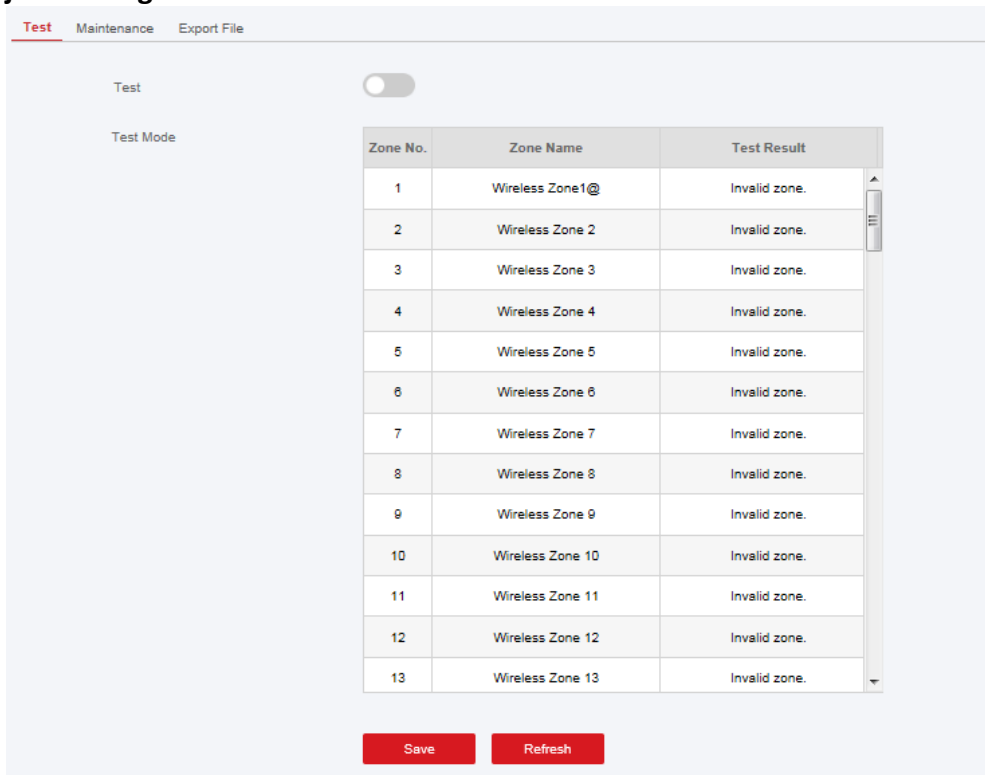 Test Maintenance Export File
Test
Test Mode
Zone No. Zone Name Test Result
1 Wireless Zone1@ Invalid zone.
2 Wireless Zone 2 Invalid zone.
3 Wireless Zone 3 Invalid zone.
4 Wireless Zone 4 Invalid zone.
5 Wireless Zone 5 Invalid zone.
6 Wireless Zone 6 Invalid zone.
7 Wireless Zone 7 Invalid zone.
8 Wireless Zone 8 Invalid zone.
9 Wireless Zone 9 Invalid zone.
10 Wireless Zone 10 Invalid zone.
11 Wireless Zone 11 Invalid zone.
12 Wireless Zone 12 Invalid zone.
13 Wireless Zone 13 Invalid zone.
Save Refresh